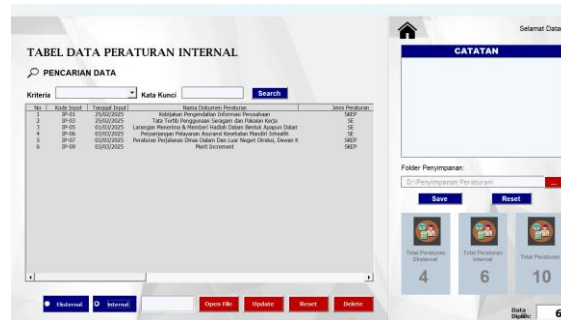 Selamat Data
TABEL DATA PERATURAN INTERNAL
PENCARIAN DATA
Kriteria
Kata Kunci
Search
No Kode Input Tanggal Input Nama Dokumen Peraturan Jenis Peraturan
1 IP-01 25/02/2025 Kebijakan Pengendalian Informasi Perusahaan SKEP
2 IP-03 25/02/2025 Tata Tertib Penggunaan Seragam dan Pakaian Kerja SE
3 IP-05 01/03/2025 Larangan Menerima & Memberi Hadiah Dalam Bentuk Apapun Dalam SE
4 IP-06 03/03/2025 Perpanjangan Pelayanan Asuransi Kesehatan Mandiri Inhealth SE
5 IP-07 03/03/2025 Peraturan Perjalanan Dinas Dalam Dan Luar Negeri Direksi, Dewan K SKEP
6 IP-09 03/03/2025 Merit Increment SKEP
Eksternal
Internal
Open File
Update
Reset
Delete
CATATAN
Folder Penyimpanan:
D:\Penyimpanan Peraturan\
...
Save
Reset
Total Peraturan Eksternal
4
Total Peraturan Internal
6
Total Peraturan
10
Data Dipilih:
6